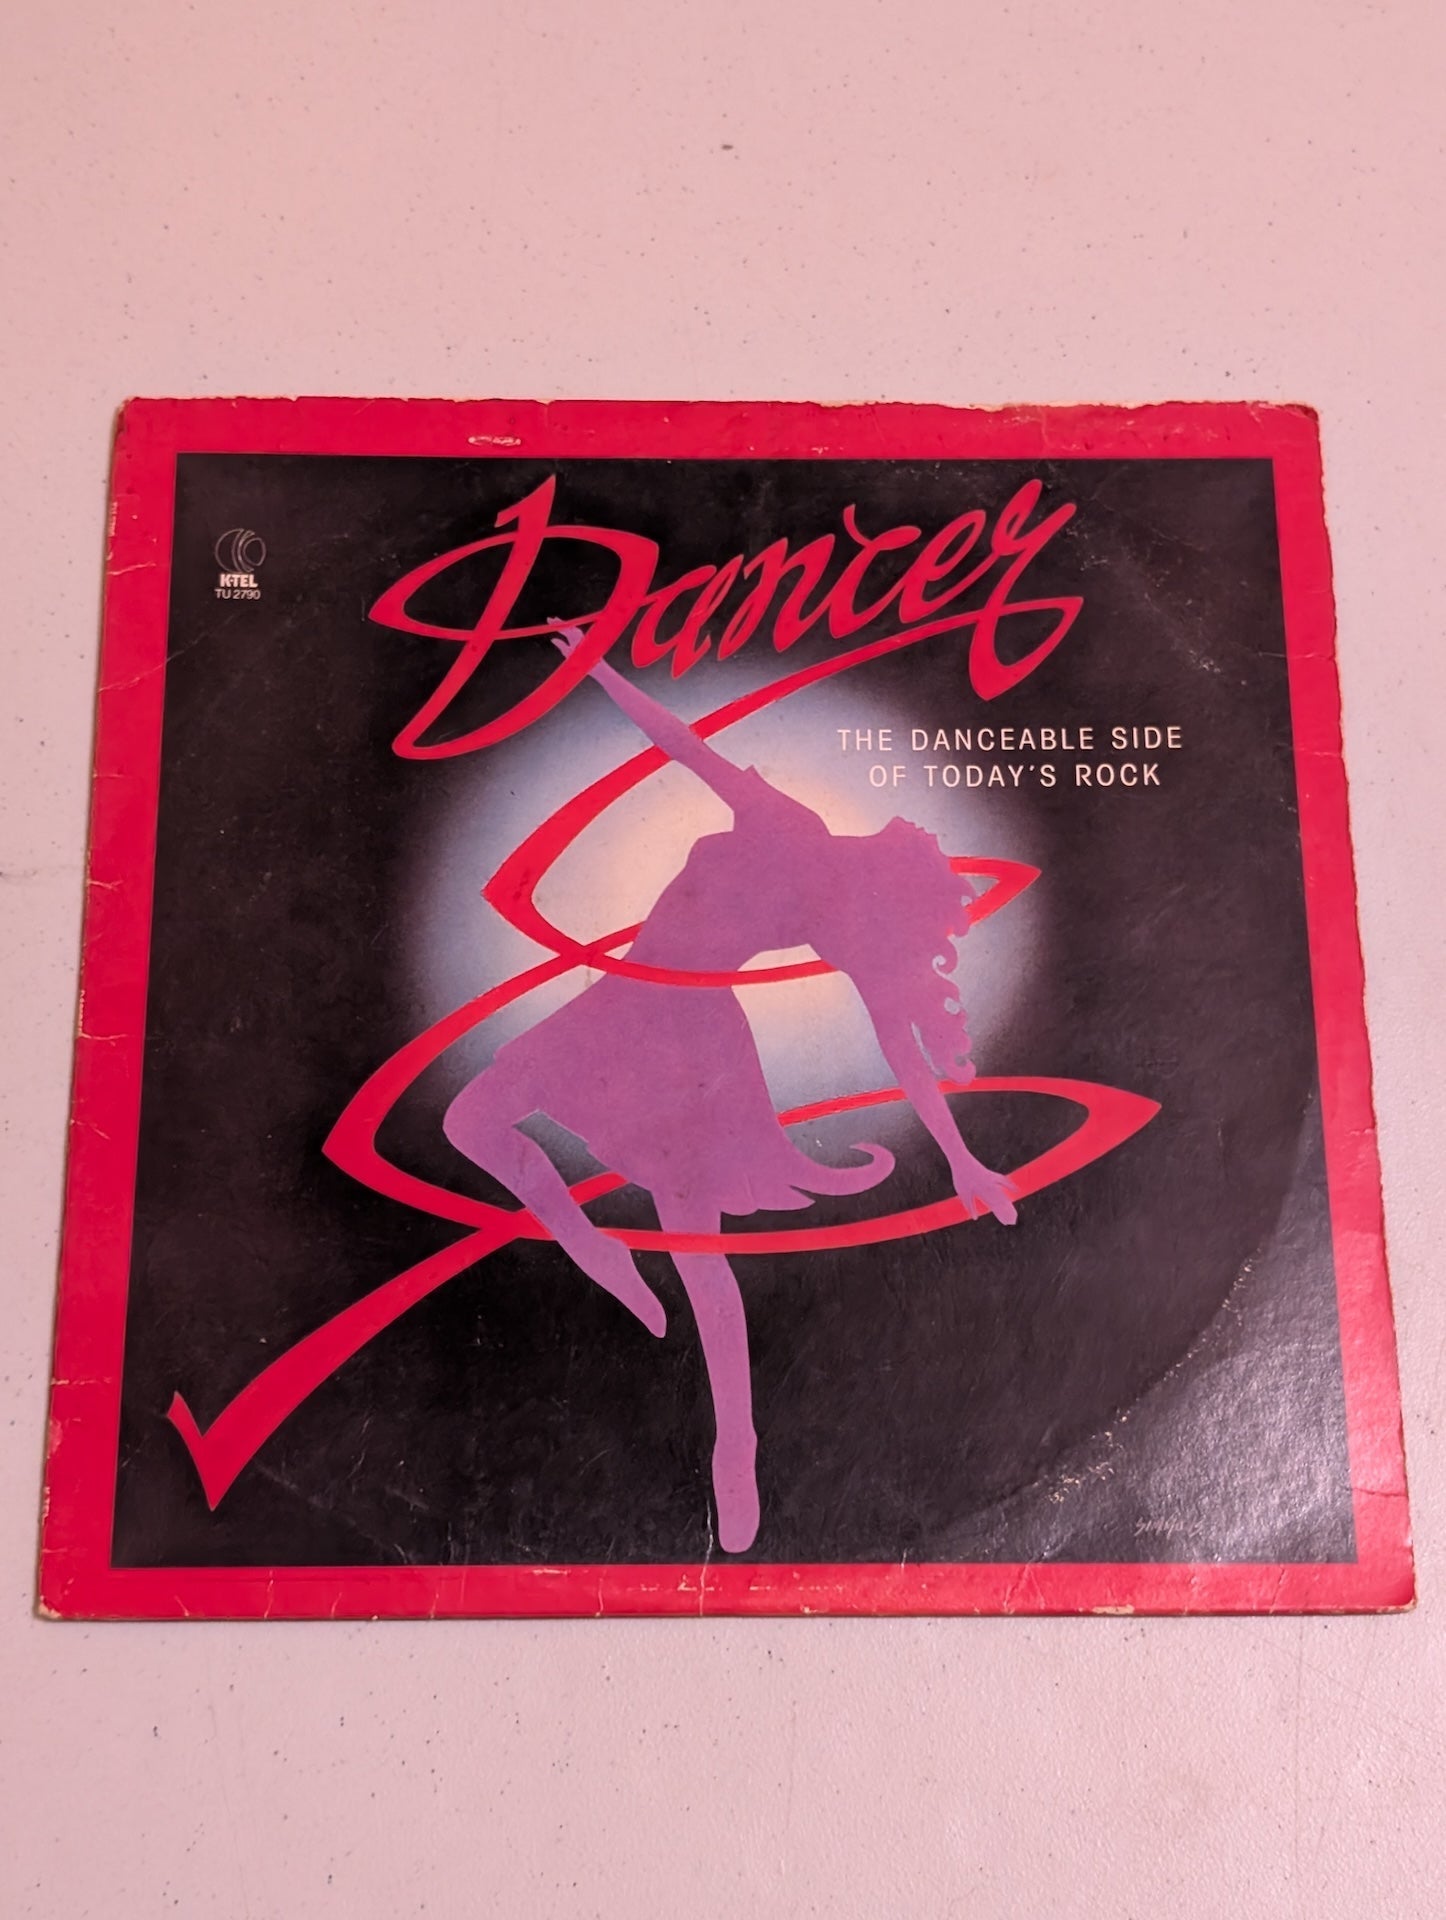 Dancer
K-TEL
TU 2790
THE DANCEABLE SIDE
OF TODAY'S ROCK